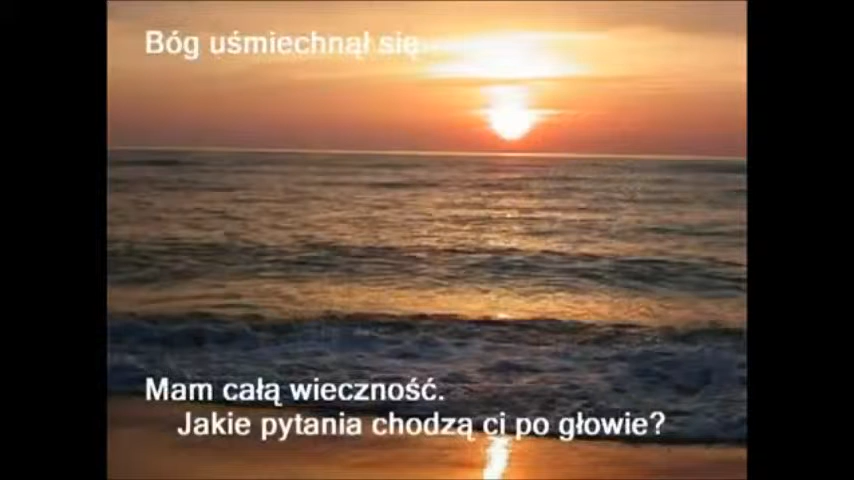 Bóg uśmiechnął się.
Mam całą wieczność.
Jakie pytania chodzą ci po głowie?